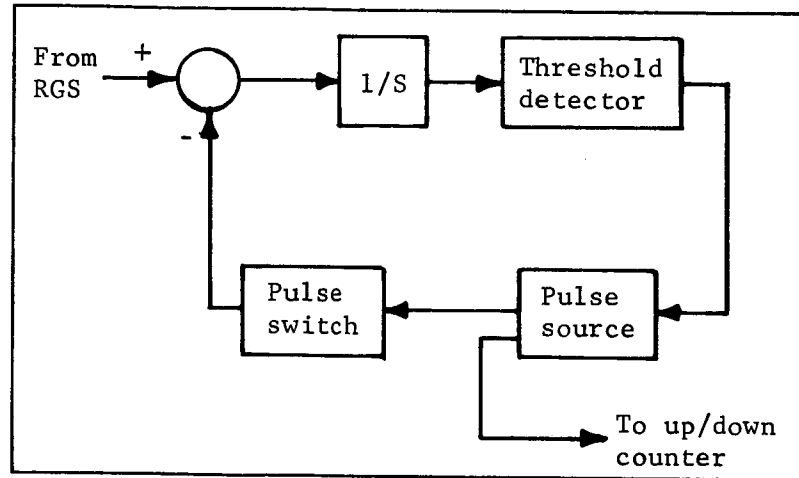 From
RGS
+
-
1/S
Threshold
detector
Pulse
switch
Pulse
source
To up/down
counter